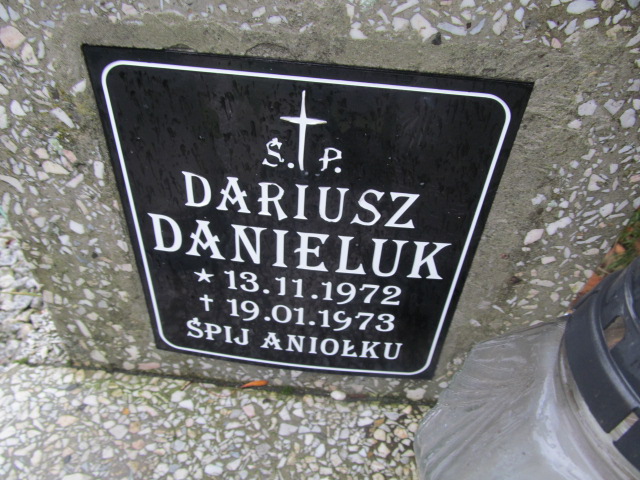 Ś. P.
DARIUSZ
DANIELUK
★ 13.11.1972
† 19.01.1973
ŚPIJ ANIOŁKU